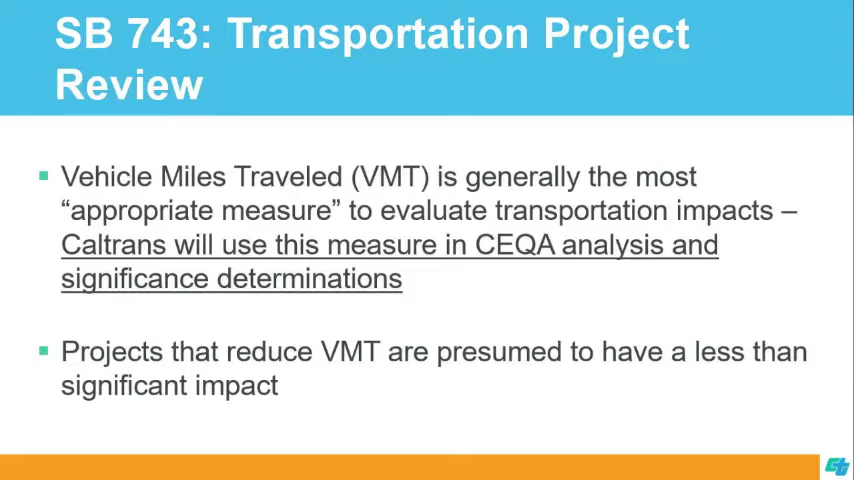 SB 743: Transportation Project
Review
▪ Vehicle Miles Traveled (VMT) is generally the most
“appropriate measure” to evaluate transportation impacts –
Caltrans will use this measure in CEQA analysis and
significance determinations
▪ Projects that reduce VMT are presumed to have a less than
significant impact